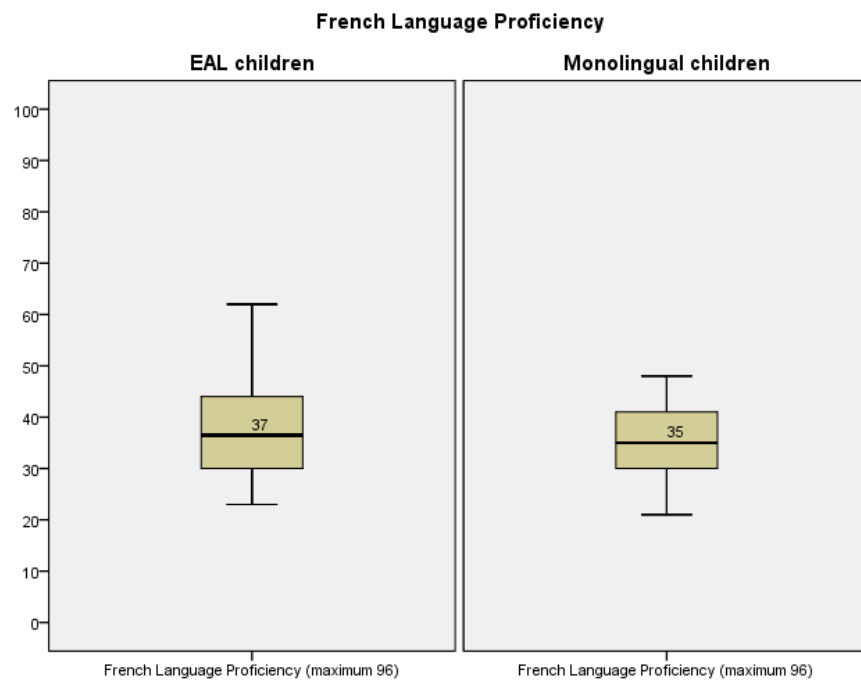 French Language Proficiency
EAL children
Monolingual children
100
90
80
70
60
50
40
30
20
10
0
37
35
French Language Proficiency (maximum 96)
French Language Proficiency (maximum 96)